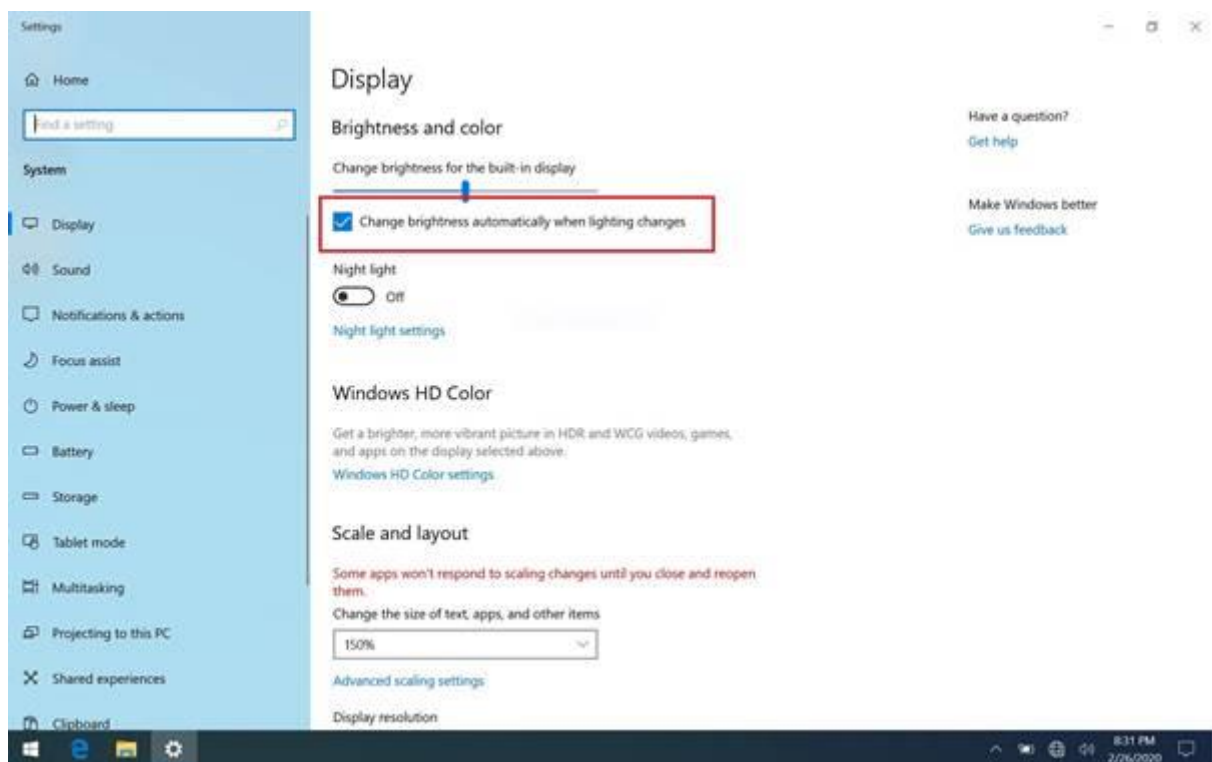 Settings
Home
Find a setting
System
Display
Sound
Notifications & actions
Focus assist
Power & sleep
Battery
Storage
Tablet mode
Multitasking
Projecting to this PC
Shared experiences
Clipboard
Display
Brightness and color
Change brightness for the built-in display
Change brightness automatically when lighting changes
Night light
Off
Night light settings
Windows HD Color
Get a brighter, more vibrant picture in HDR and WCG videos, games,
and apps on the display selected above.
Windows HD Color settings
Scale and layout
Some apps won't respond to scaling changes until you close and reopen
them.
Change the size of text, apps, and other items
150%
Advanced scaling settings
Display resolution
Have a question?
Get help
Make Windows better
Give us feedback
8:31 PM
2/26/2020